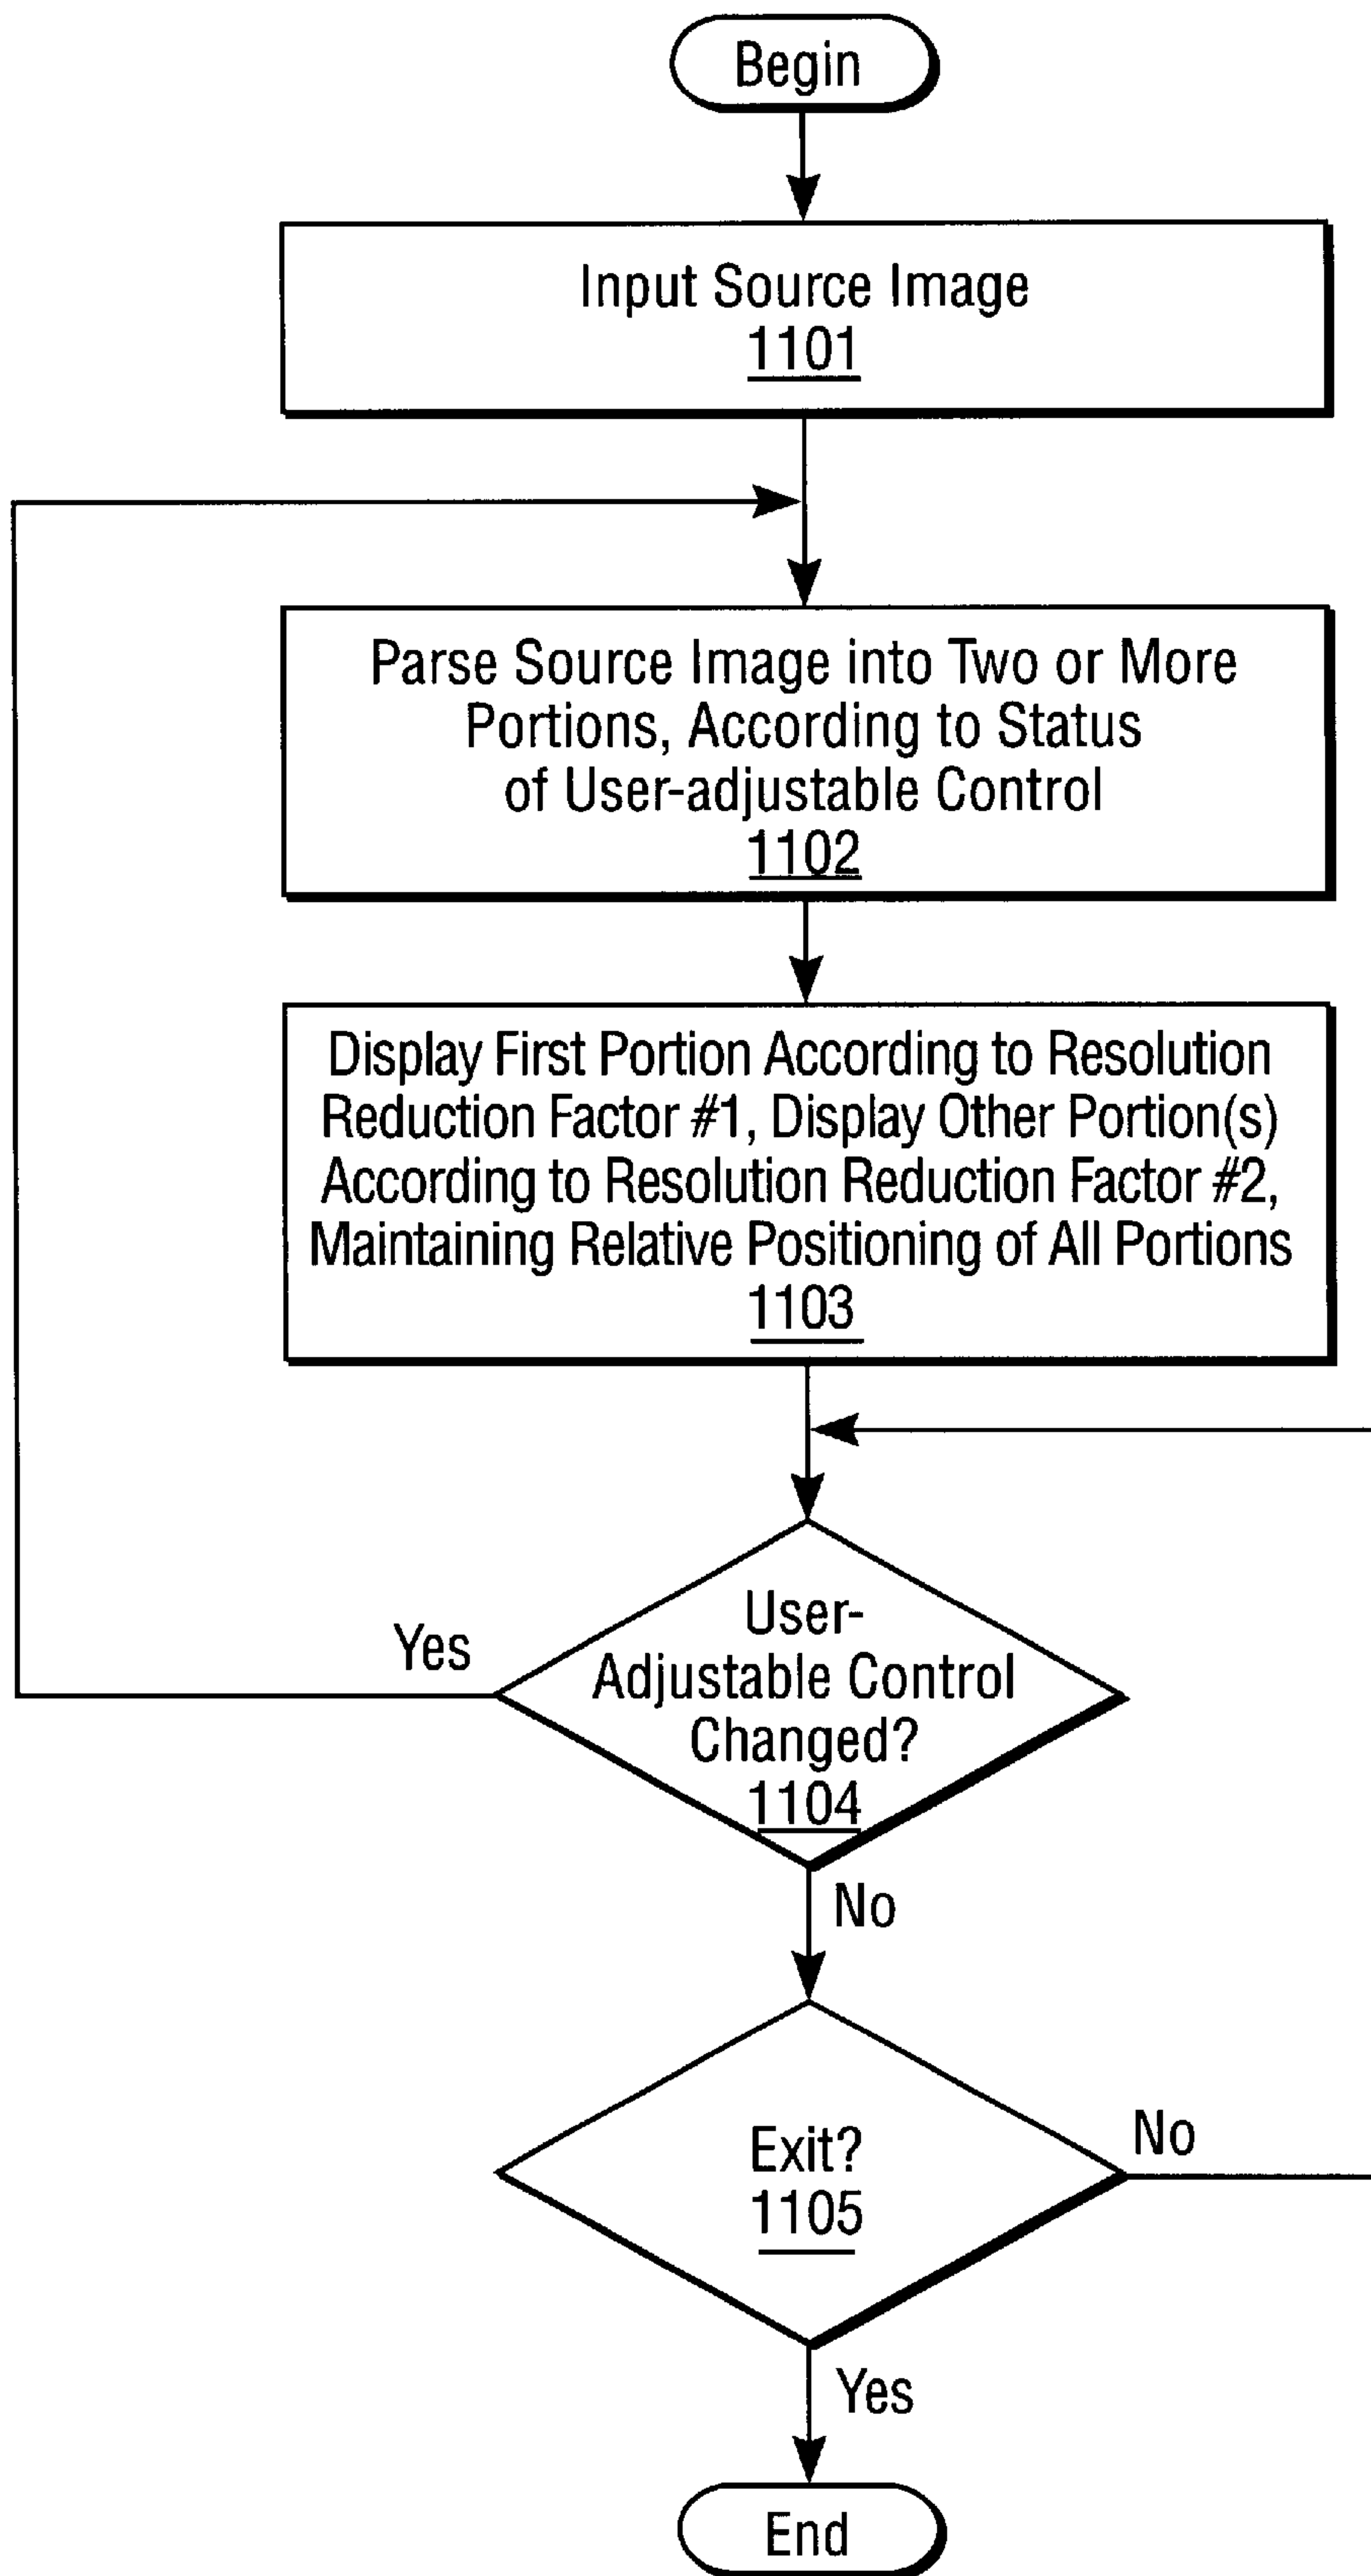 Begin
Input Source Image
1101
Parse Source Image into Two or More
Portions, According to Status
of User-adjustable Control
1102
Display First Portion According to Resolution
Reduction Factor #1, Display Other Portion(s)
According to Resolution Reduction Factor #2,
Maintaining Relative Positioning of All Portions
1103
User-
Adjustable Control
Changed?
1104
Yes
No
Exit?
1105
No
Yes
End